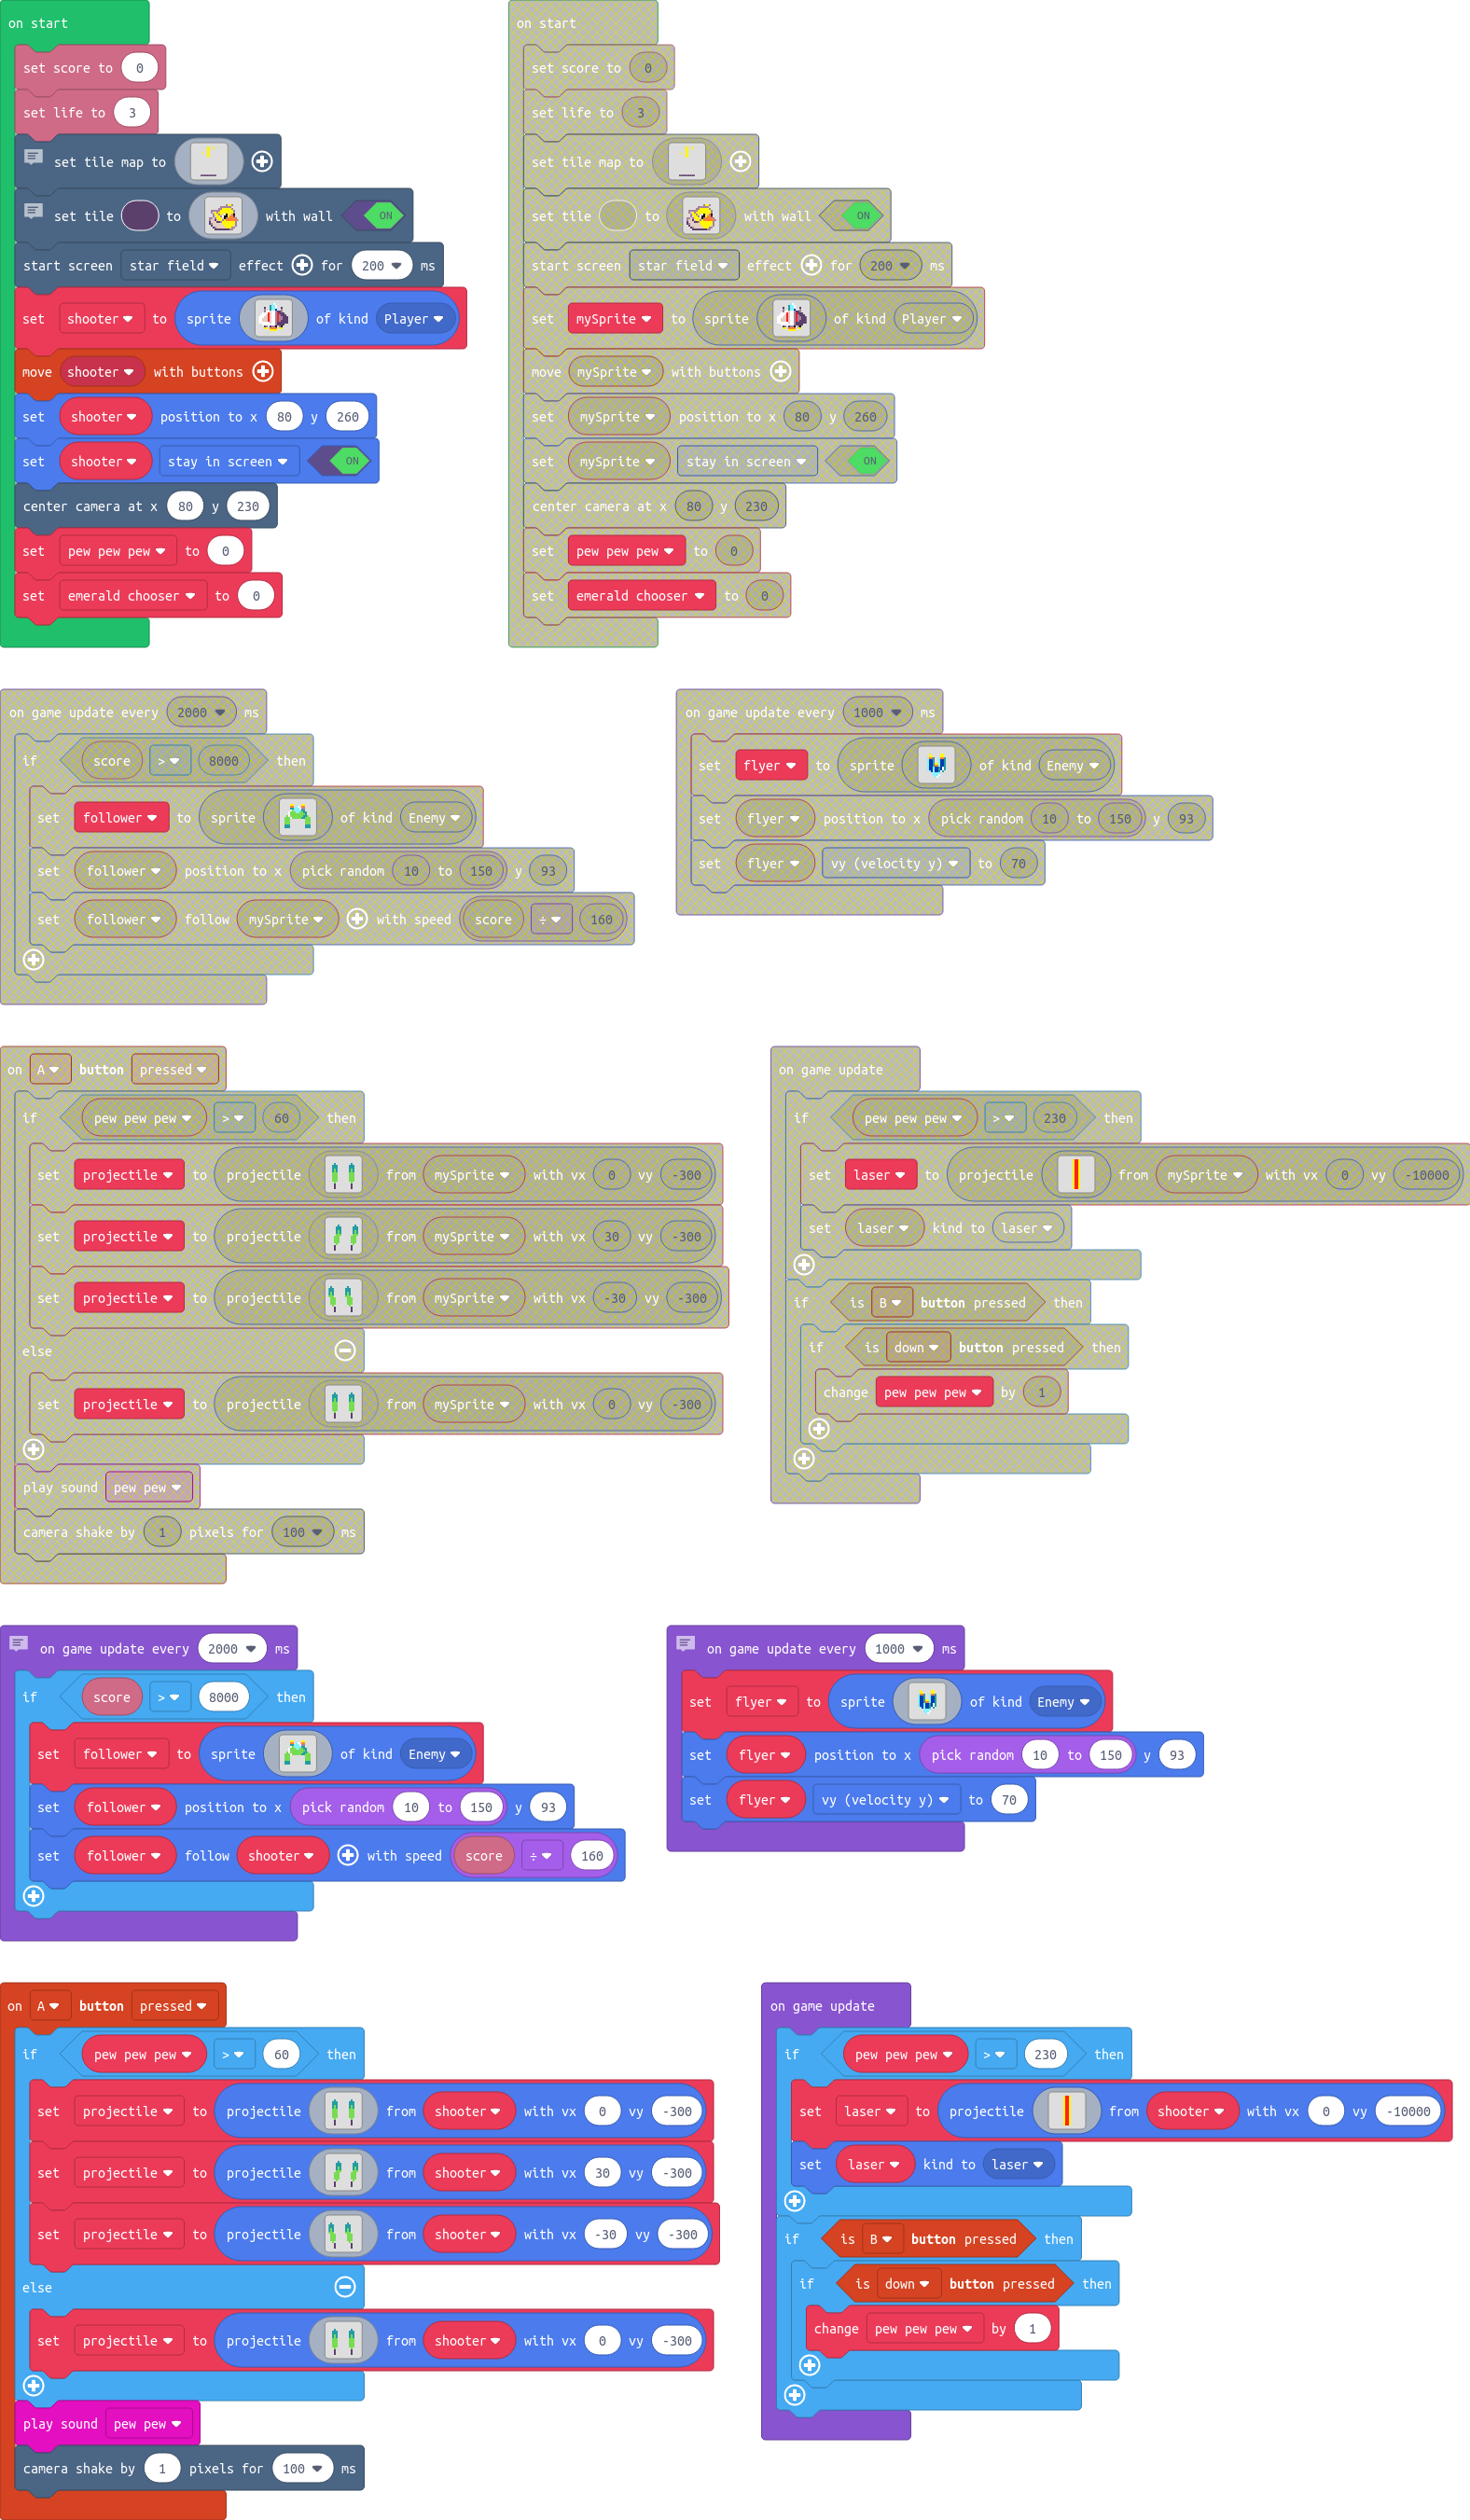 on start
set score to 0
set life to 3
set tile map to
set tile to with wall ON
start screen star field effect for 200 ms
set shooter to sprite of kind Player
move shooter with buttons
set shooter position to x 80 y 260
set shooter stay in screen ON
center camera at x 80 y 230
set pew pew pew to 0
set emerald chooser to 0
on start
set score to 0
set life to 3
set tile map to
set tile to with wall ON
start screen star field effect for 200 ms
set mySprite to sprite of kind Player
move mySprite with buttons
set mySprite position to x 80 y 260
set mySprite stay in screen ON
center camera at x 80 y 230
set pew pew pew to 0
set emerald chooser to 0
on game update every 2000 ms
if score > 8000 then
set follower to sprite of kind Enemy
set follower position to x pick random 10 to 150 y 93
set follower follow mySprite with speed score ÷ 160
on game update every 1000 ms
set flyer to sprite of kind Enemy
set flyer position to x pick random 10 to 150 y 93
set flyer vy (velocity y) to 70
on A button pressed
if pew pew pew > 60 then
set projectile to projectile from mySprite with vx 0 vy -300
set projectile to projectile from mySprite with vx 30 vy -300
set projectile to projectile from mySprite with vx -30 vy -300
else
set projectile to projectile from mySprite with vx 0 vy -300
play sound pew pew
camera shake by 1 pixels for 100 ms
on game update
if pew pew pew > 230 then
set laser to projectile from mySprite with vx 0 vy -10000
set laser kind to laser
if is B button pressed then
if is down button pressed then
change pew pew pew by 1
on game update every 2000 ms
if score > 8000 then
set follower to sprite of kind Enemy
set follower position to x pick random 10 to 150 y 93
set follower follow shooter with speed score ÷ 160
on game update every 1000 ms
set flyer to sprite of kind Enemy
set flyer position to x pick random 10 to 150 y 93
set flyer vy (velocity y) to 70
on A button pressed
if pew pew pew > 60 then
set projectile to projectile from shooter with vx 0 vy -300
set projectile to projectile from shooter with vx 30 vy -300
set projectile to projectile from shooter with vx -30 vy -300
else
set projectile to projectile from shooter with vx 0 vy -300
play sound pew pew
camera shake by 1 pixels for 100 ms
on game update
if pew pew pew > 230 then
set laser to projectile from shooter with vx 0 vy -10000
set laser kind to laser
if is B button pressed then
if is down button pressed then
change pew pew pew by 1